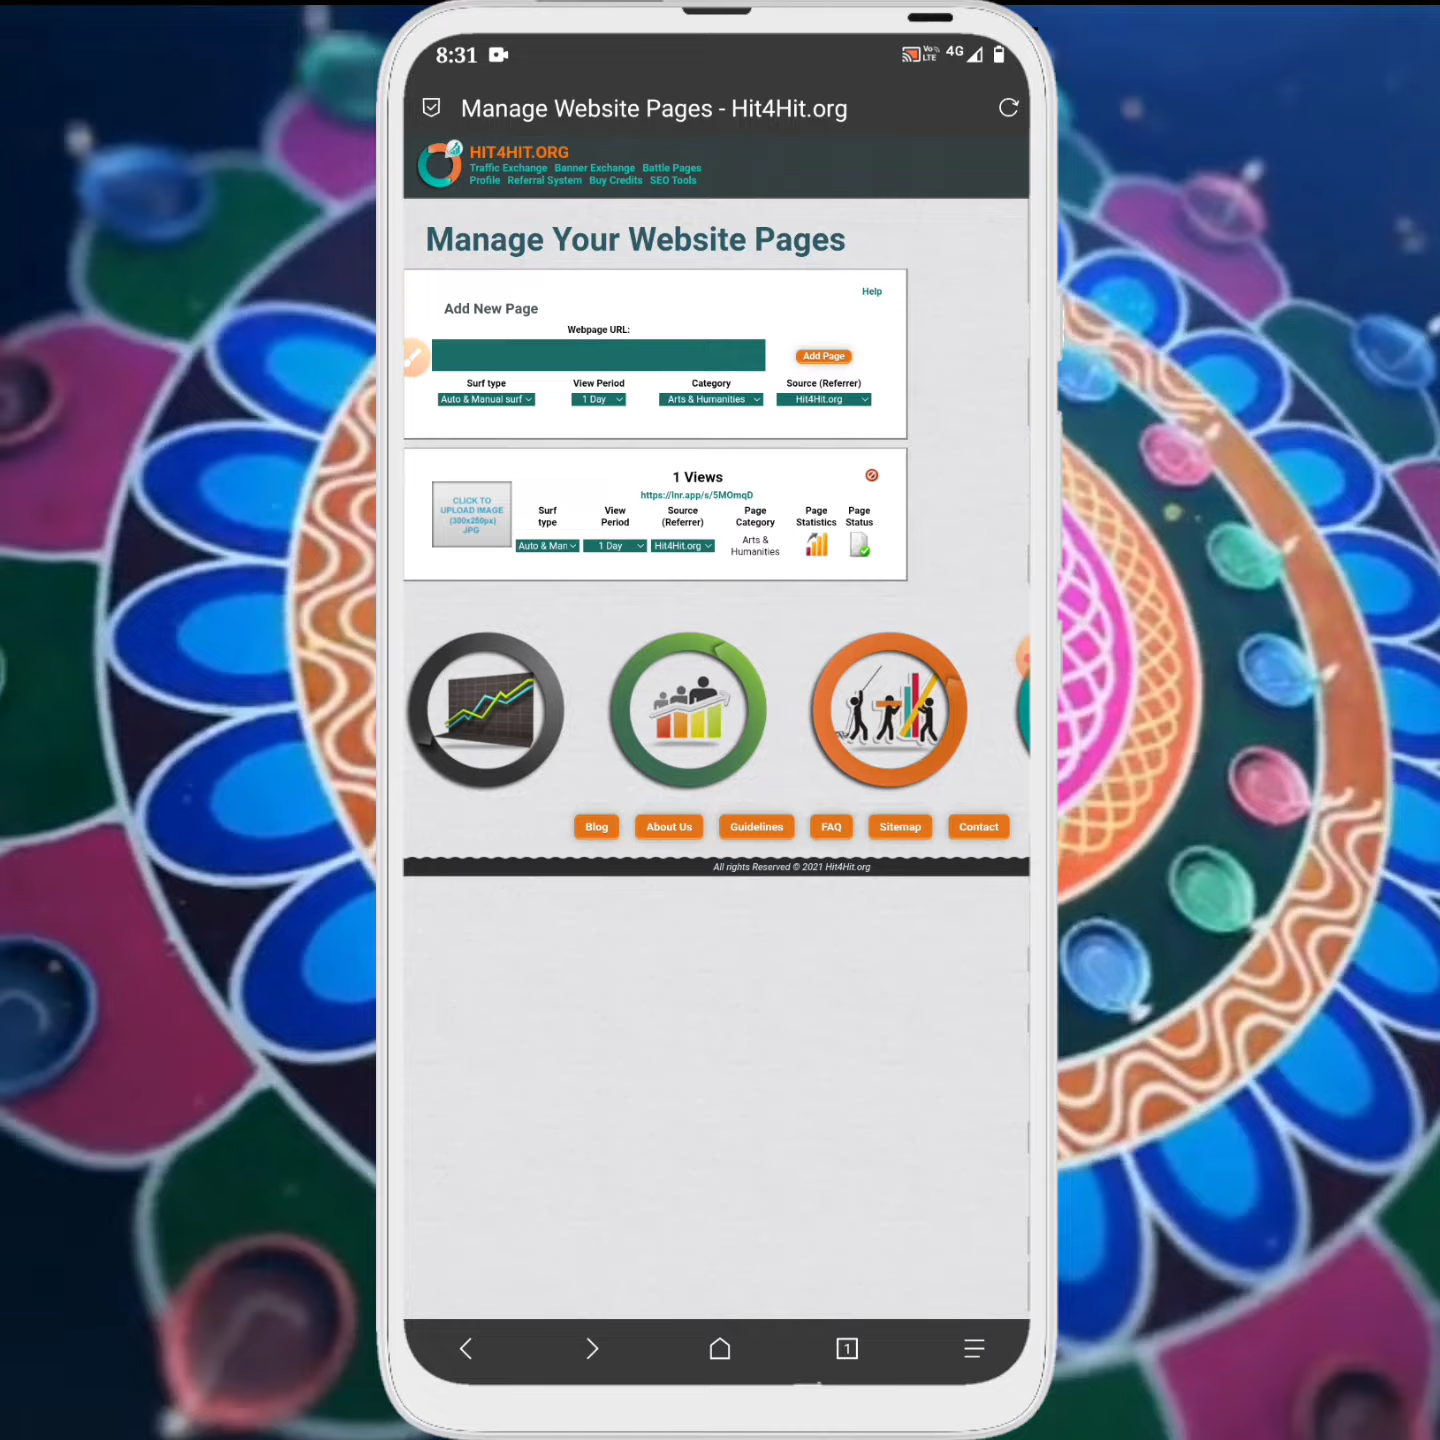 8:31
Vo
LTE
4G
Manage Website Pages - Hit4Hit.org
HIT4HIT.ORG
Traffic Exchange Banner Exchange Battle Pages
Profile Referral System Buy Credits SEO Tools
Manage Your Website Pages
Help
Add New Page
Webpage URL:
Add Page
Surf type View Period Category Source (Referrer)
Auto & Manual surf 1 Day Arts & Humanities Hit4Hit.org
1 Views
https://lnr.app/s/5MOmqD
CLICK TO
UPLOAD IMAGE
(300x250px)
JPG
Surf
type
View
Period
Source
(Referrer)
Page
Category
Page
Statistics
Page
Status
Auto & Man 1 Day Hit4Hit.org
Arts &
Humanities
Blog About Us Guidelines FAQ Sitemap Contact
All rights Reserved © 2021 Hit4Hit.org
1